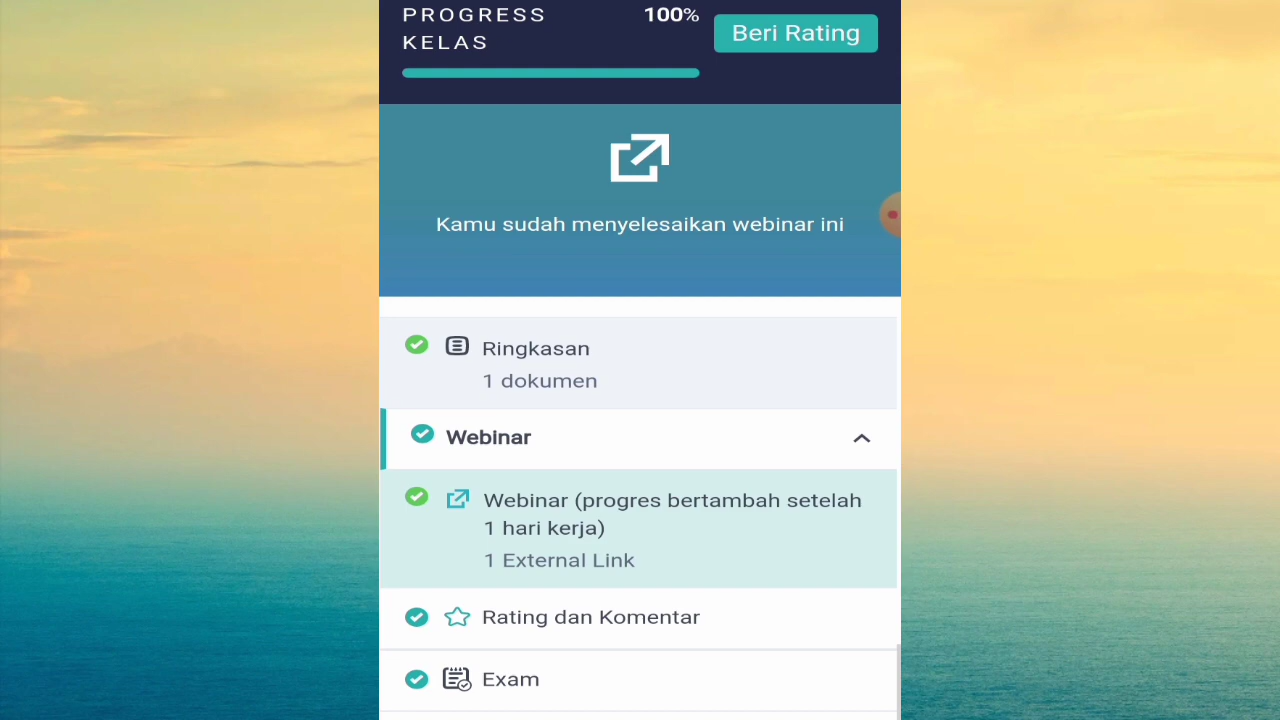 PROGRESS 100%
KELAS
Beri Rating
Kamu sudah menyelesaikan webinar ini
Ringkasan
1 dokumen
Webinar
Webinar (progres bertambah setelah
1 hari kerja)
1 External Link
Rating dan Komentar
Exam